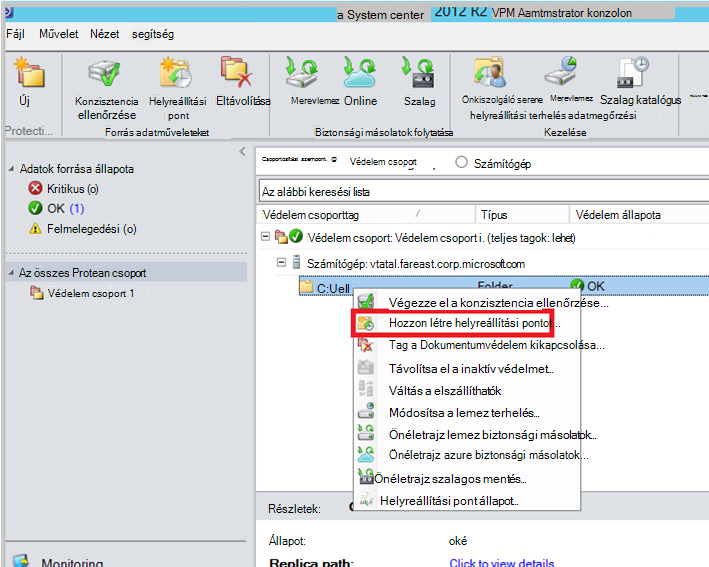 a System center 2012 R2 VPM Aamtmstrator konzolon
Fájl Művelet Nézet segítség
Új Konzisztencia ellenőrzése Helyreállítási pont Eltávolítása Merevlemez Online Szalag Önkiszolgáló serene Merevlemez Szalag katalógus
helyreállítási terhelés adatmegőrzési
Protecti... Forrás adatműveleteket Biztonsági másolatok folytatása Kezelése
Adatok forrása állapota
Kritikus (o)
OK (1)
Felmelegedési (o)
Az összes Protean csoport
Védelem csoport 1
Csoportosítási szempont. Védelem csoport Számítógép
Az alábbi keresési lista
Védelem csoporttag / Típus Védelem állapota
Védelem csoport: Védelem csoport i. (teljes tagok: lehet)
Számítógép: vtatal.fareast.corp.microsoft.com
C:Uell Folder OK
Végezze el a konzisztencia ellenőrzése...
Hozzon létre helyreállítási pontot...
Tag a Dokumentumvédelem kikapcsolása...
Távolítsa el a inaktív védelmet...
Váltás a elszállíthatók
Módosítsa a lemez terhelés...
Önéletrajz lemez biztonsági másolatok...
Önéletrajz azure biztonsági másolatok...
Önéletrajz szalagos mentés...
Helyreállítási pont állapot...
Részletek:
Állapot: oké
Replica path: Click to view details
Monitoring